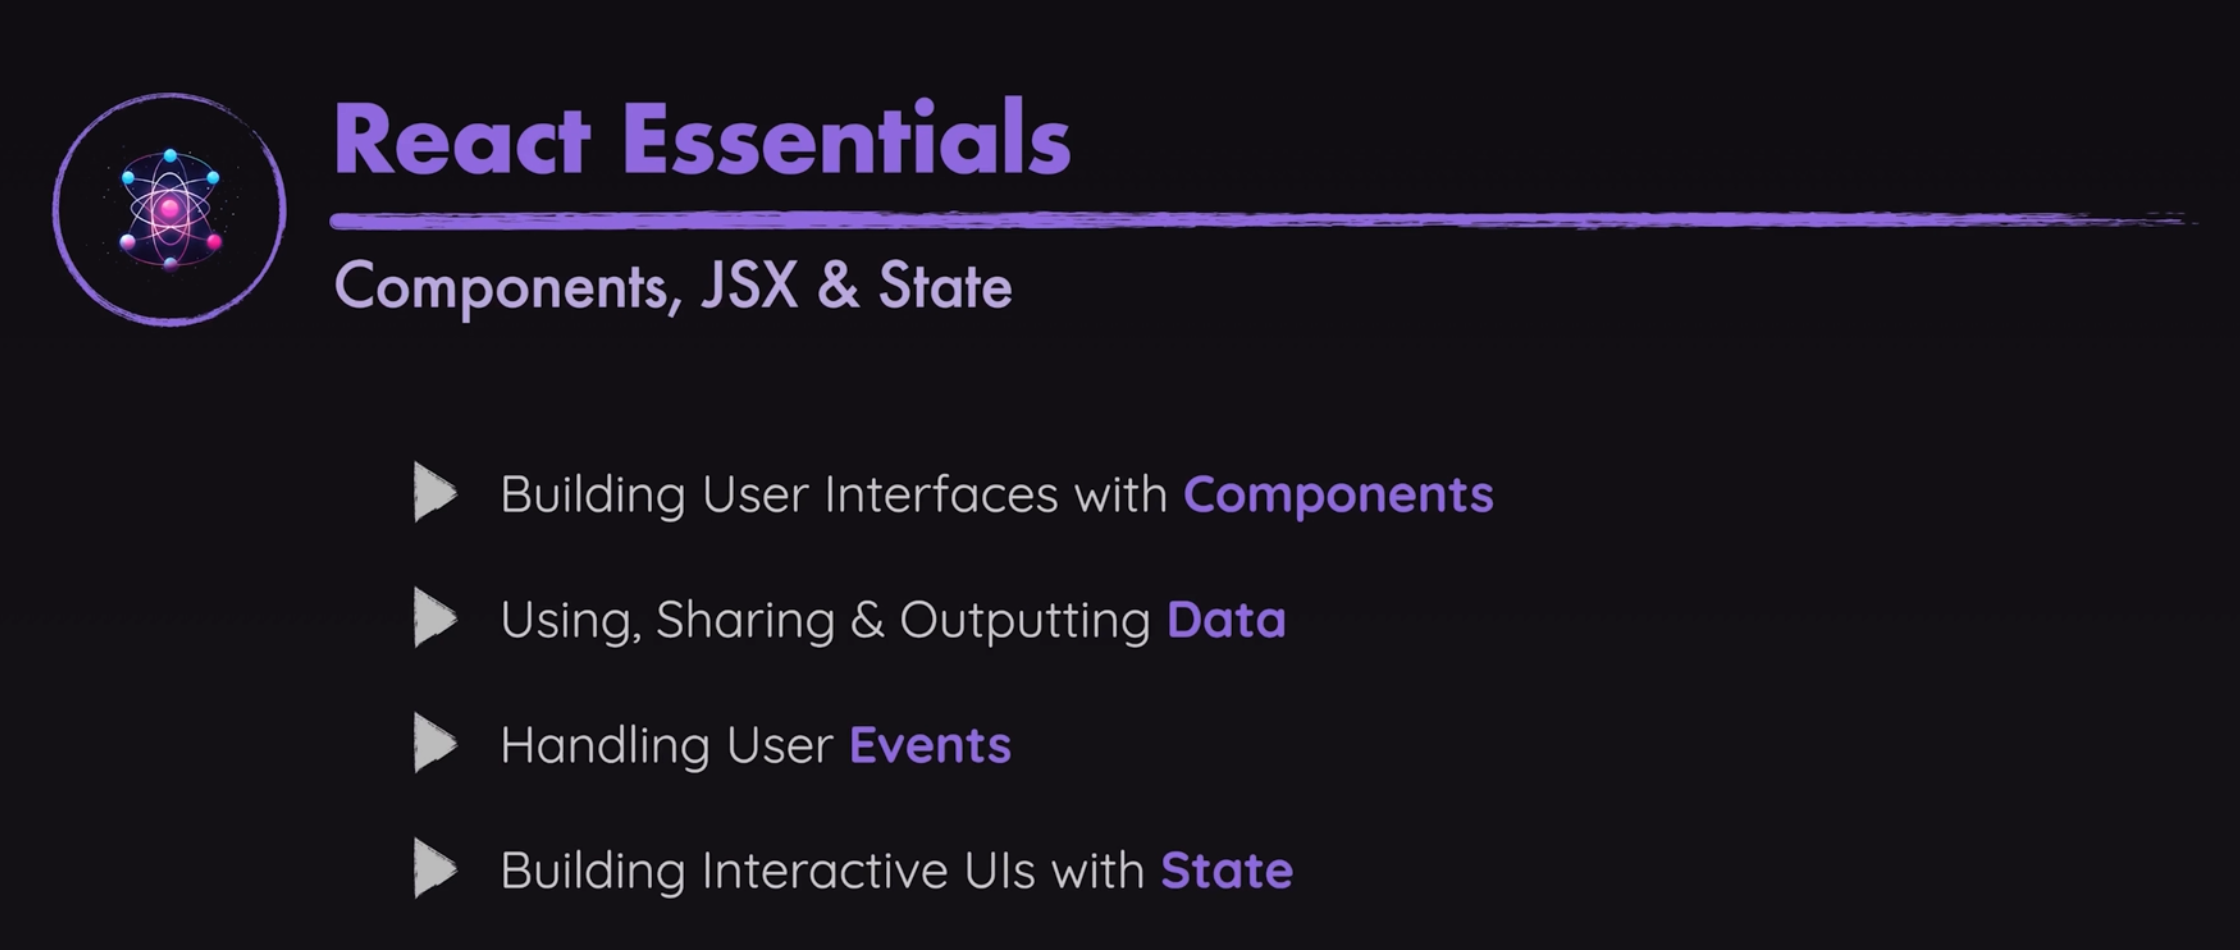 React Essentials
Components, JSX & State
Building User Interfaces with Components
Using, Sharing & Outputting Data
Handling User Events
Building Interactive UIs with State